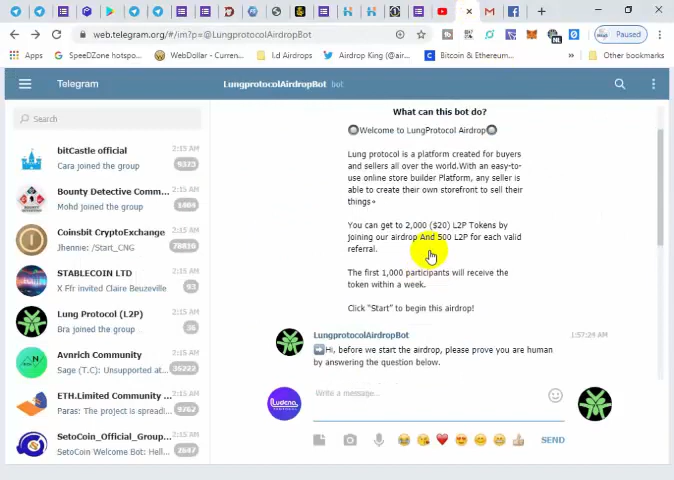 Paused
web.telegram.org/#/im?p=@LungprotocolAirdropBot
Apps
SpeeDZone hotspo...
WebDollar - Curren...
I.d Airdrops
Airdrop King (@air...
Bitcoin & Ethereum...
»
Other bookmarks
Telegram
LungprotocolAirdropBot bot
Search
bitCastle official
2:15 AM
Cara joined the group
9373
Bounty Detective Comm...
2:15 AM
Mohd joined the group
Coinsbit CryptoExchange
2:15 AM
Jhennie: /Start_CNG
78816
STABLECOIN LTD
2:15 AM
X Ffr invited Claire Beuzeville
93
Lung Protocol (L2P)
2:15 AM
Bra joined the group
36
Avnrich Community
2:15 AM
Sage (T.C): Unsupported at...
36222
ETH.Limited Community ...
2:15 AM
Paras: The project is spreadi...
9762
SetoCoin_Official_Group...
2:15 AM
SetoCoin Welcome Bot: Hell...
2647
What can this bot do?
🔘Welcome to LungProtocol Airdrop🔘
Lung protocol is a platform created for buyers
and sellers all over the world.With an easy-to-
use online store builder Platform, any seller is
able to create their own storefront to sell their
things。
You can get to 2,000 ($20) L2P Tokens by
joining our airdrop And 500 L2P for each valid
referral.
The first 1,000 participants will receive the
token within a week.
Click "Start" to begin this airdrop!
LungprotocolAirdropBot
1:57:29 AM
➡️Hi, before we start the airdrop, please prove you are human
by answering the question below.
Write a message...
SEND